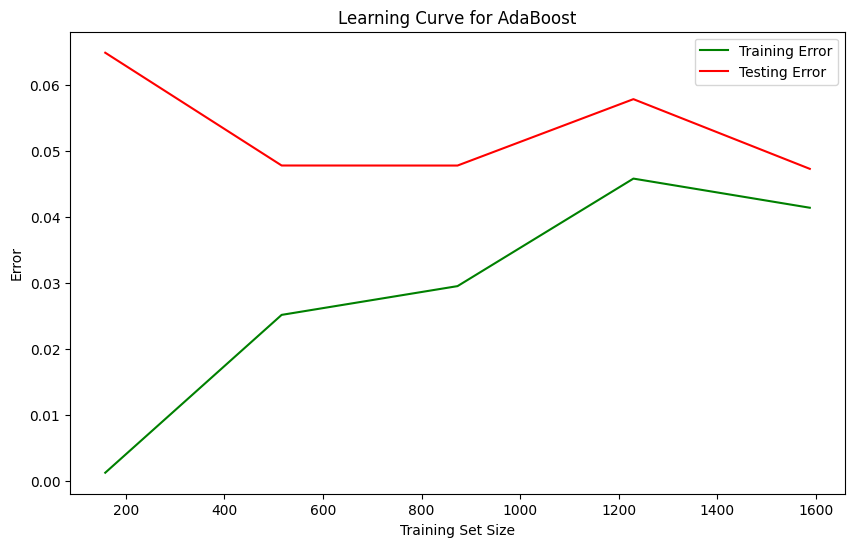 Learning Curve for AdaBoost
Training Error
Testing Error
0.06
0.05
0.04
0.03
0.02
0.01
0.00
Error
200 400 600 800 1000 1200 1400 1600
Training Set Size